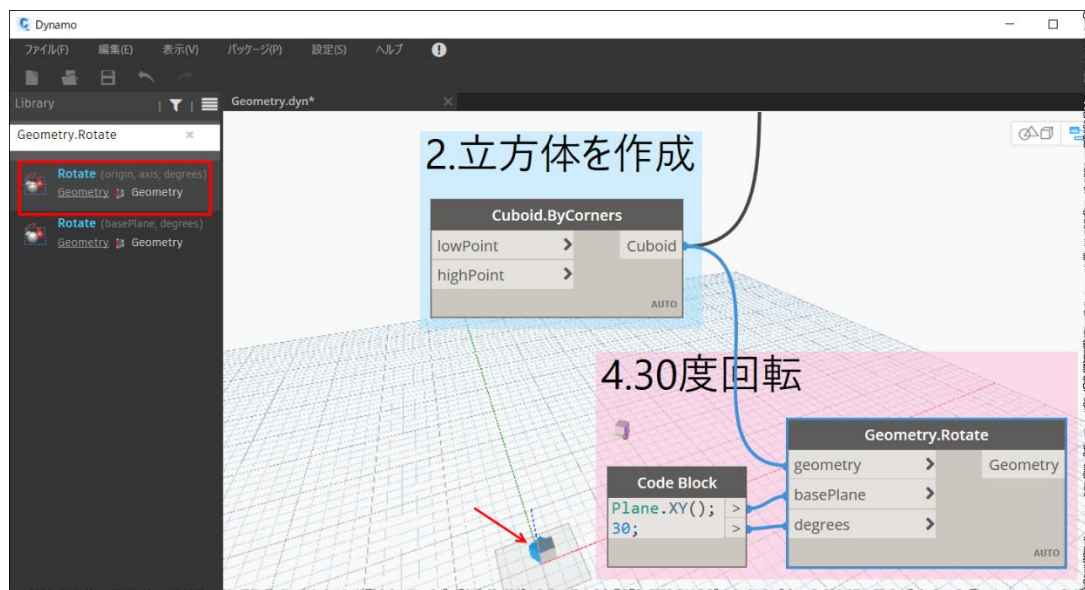 Dynamo
ファイル(F) 編集(E) 表示(V) パッケージ(P) 設定(S) ヘルプ
Library
Geometry.dyn*
Geometry.Rotate
Rotate (origin, axis, degrees)
Geometry Geometry
Rotate (basePlane, degrees)
Geometry Geometry
2.立方体を作成
Cuboid.ByCorners
lowPoint > Cuboid
highPoint >
AUTO
4.30度回転
Code Block
Plane.XY(); >
30; >
Geometry.Rotate
geometry > Geometry
basePlane >
degrees >
AUTO